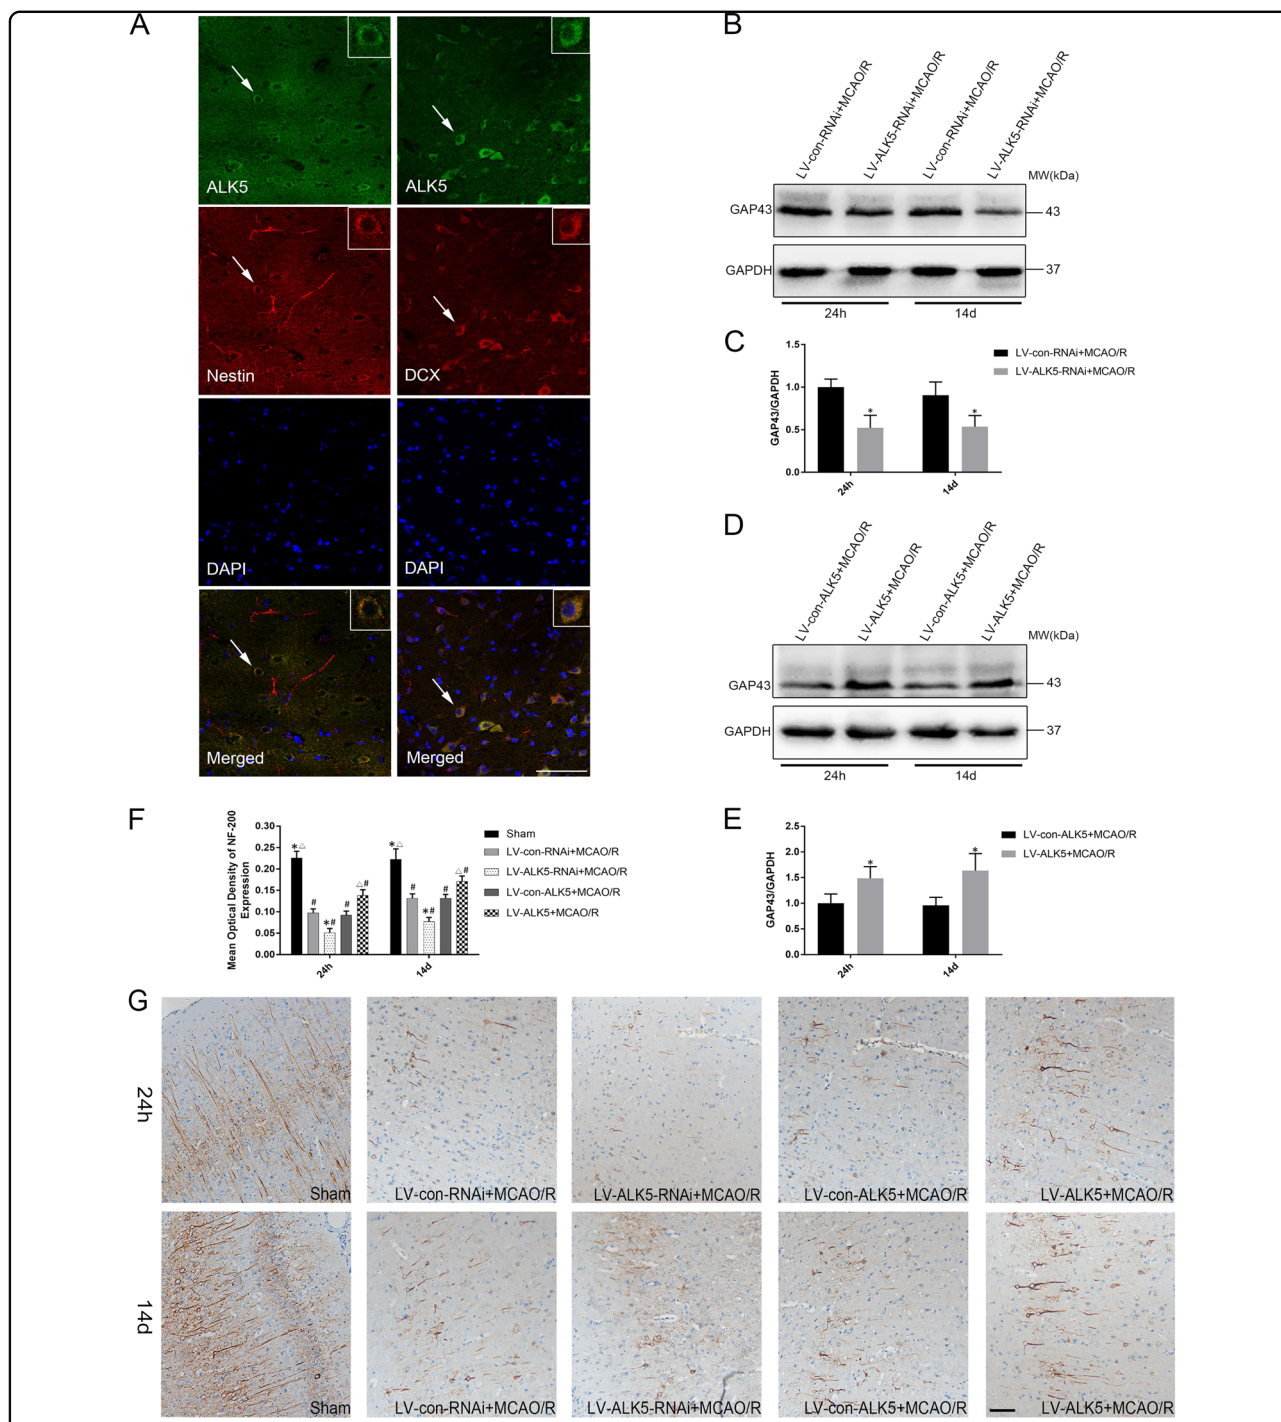 A
ALK5
ALK5
Nestin
DCX
DAPI
DAPI
Merged
Merged
B
LV-con-RNAi+MCAO/R
LV-ALK5-RNAi+MCAO/R
LV-con-RNAi+MCAO/R
LV-ALK5-RNAi+MCAO/R
MW(kDa)
GAP43
43
GAPDH
37
24h
14d
C
GAP43/GAPDH
1.5
1.0
0.5
0.0
*
*
24h
14d
LV-con-RNAi+MCAO/R
LV-ALK5-RNAi+MCAO/R
D
LV-con-ALK5+MCAO/R
LV-ALK5+MCAO/R
LV-con-ALK5+MCAO/R
LV-ALK5+MCAO/R
MW(kDa)
GAP43
43
GAPDH
37
24h
14d
F
Mean Optical Density of NF-200
Expression
0.30
0.25
0.20
0.15
0.10
0.05
0.00
*△
#
*#
#
△#
*△
#
*#
#
△#
24h
14d
Sham
LV-con-RNAi+MCAO/R
LV-ALK5-RNAi+MCAO/R
LV-con-ALK5+MCAO/R
LV-ALK5+MCAO/R
E
GAP43/GAPDH
2.5
2.0
1.5
1.0
0.5
0.0
*
*
24h
14d
LV-con-ALK5+MCAO/R
LV-ALK5+MCAO/R
G
24h
Sham
LV-con-RNAi+MCAO/R
LV-ALK5-RNAi+MCAO/R
LV-con-ALK5+MCAO/R
LV-ALK5+MCAO/R
14d
Sham
LV-con-RNAi+MCAO/R
LV-ALK5-RNAi+MCAO/R
LV-con-ALK5+MCAO/R
LV-ALK5+MCAO/R